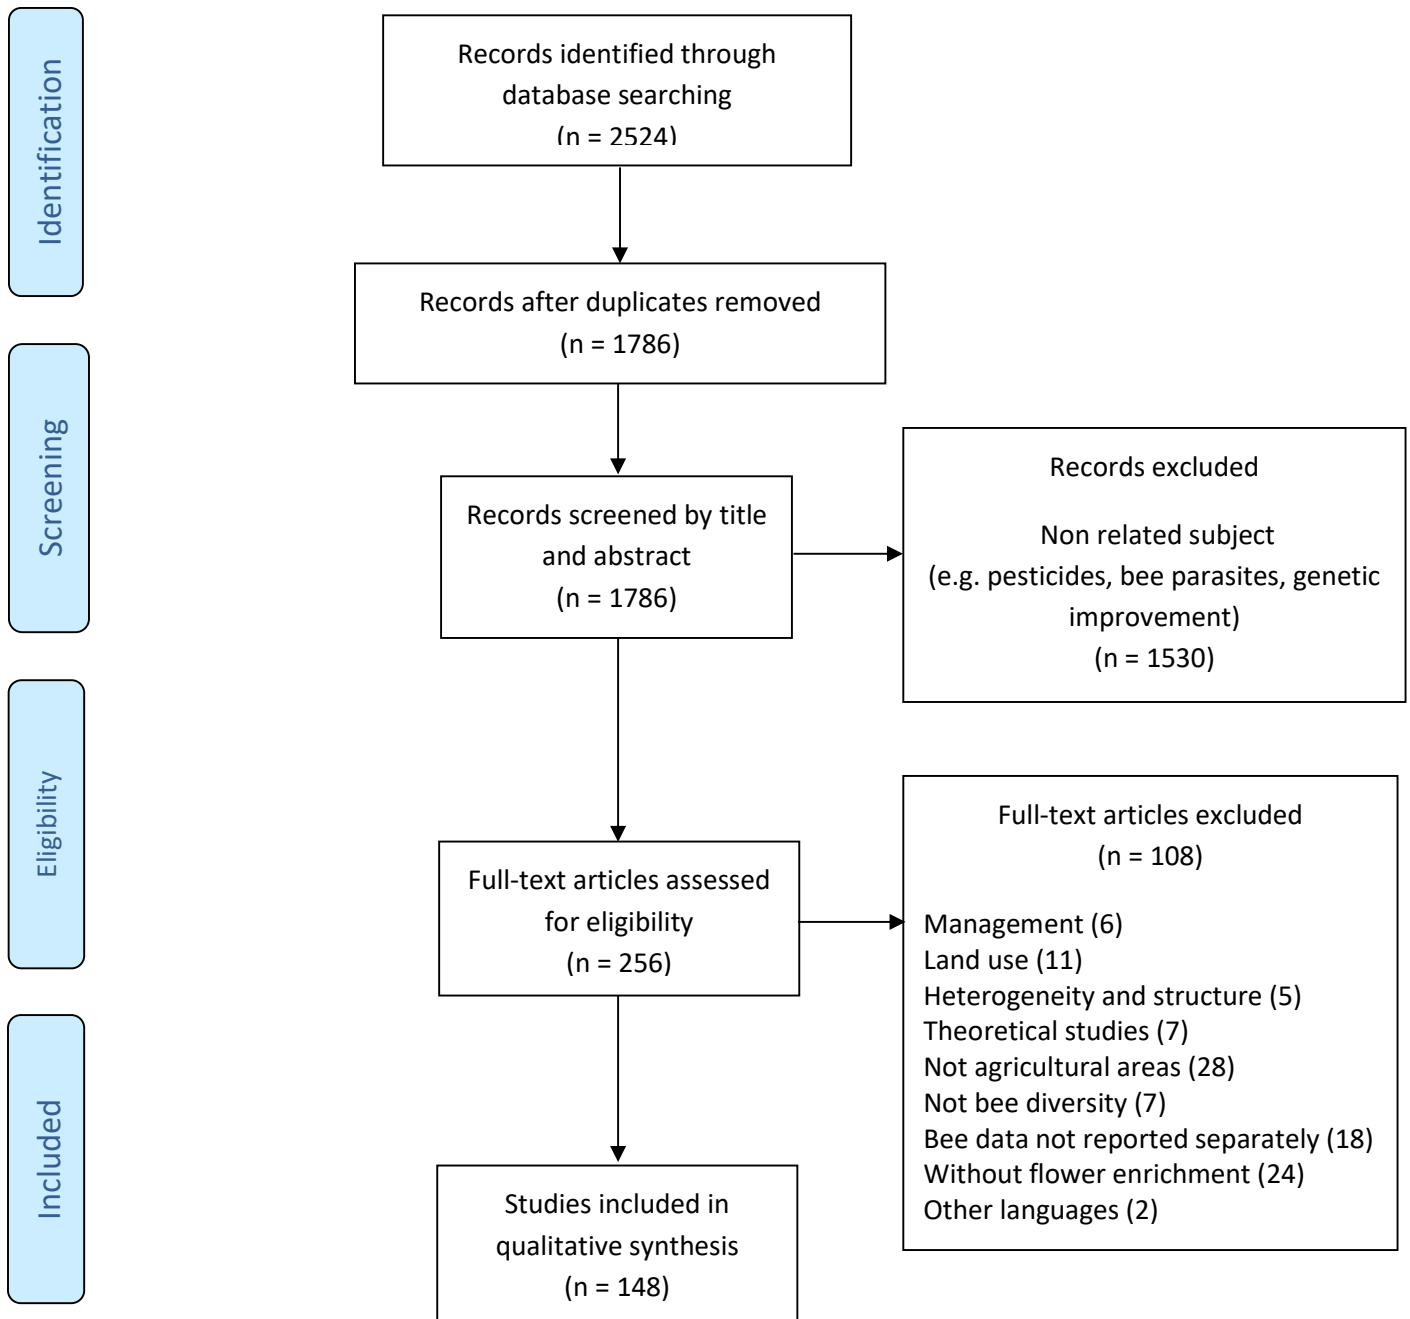 Identification
Records identified through
database searching
(n = 2524)
Records after duplicates removed
(n = 1786)
Screening
Records screened by title
and abstract
(n = 1786)
Records excluded
Non related subject
(e.g. pesticides, bee parasites, genetic
improvement)
(n = 1530)
Eligibility
Full-text articles assessed
for eligibility
(n = 256)
Full-text articles excluded
(n = 108)
Management (6)
Land use (11)
Heterogeneity and structure (5)
Theoretical studies (7)
Not agricultural areas (28)
Not bee diversity (7)
Bee data not reported separately (18)
Without flower enrichment (24)
Other languages (2)
Included
Studies included in
qualitative synthesis
(n = 148)